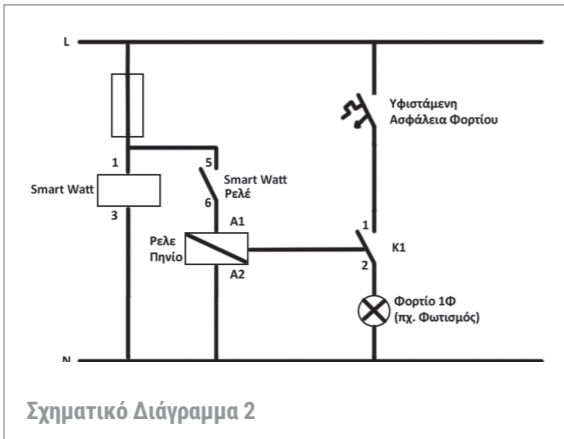 L
Υφιστάμενη
Ασφάλεια Φορτίου
1
5
Smart Watt
Smart Watt
Ρελέ
3
6
A1
1
Ρελε
Πηνίο
K1
A2
2
Φορτίο 1Φ
(πχ. Φωτισμός)
N
Σχηματικό Διάγραμμα 2